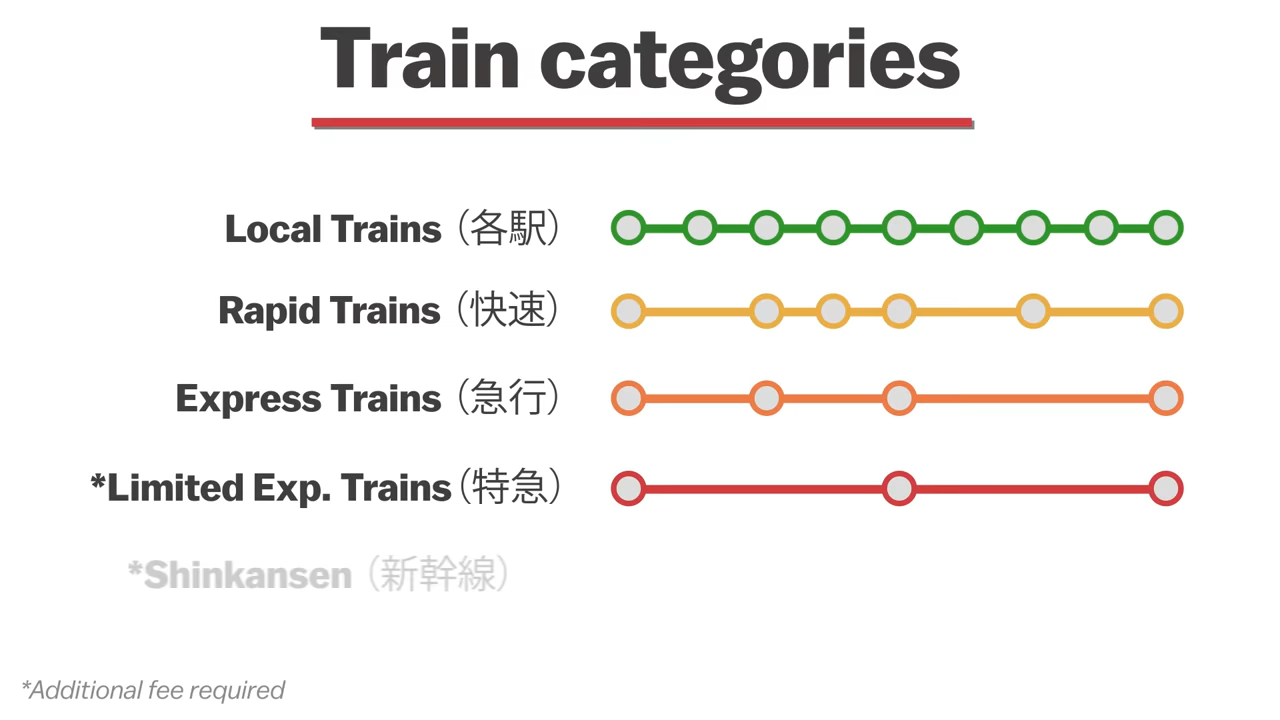 Train categories
Local Trains（各駅）
Rapid Trains（快速）
Express Trains（急行）
*Limited Exp. Trains（特急）
*Shinkansen（新幹線）
*Additional fee required